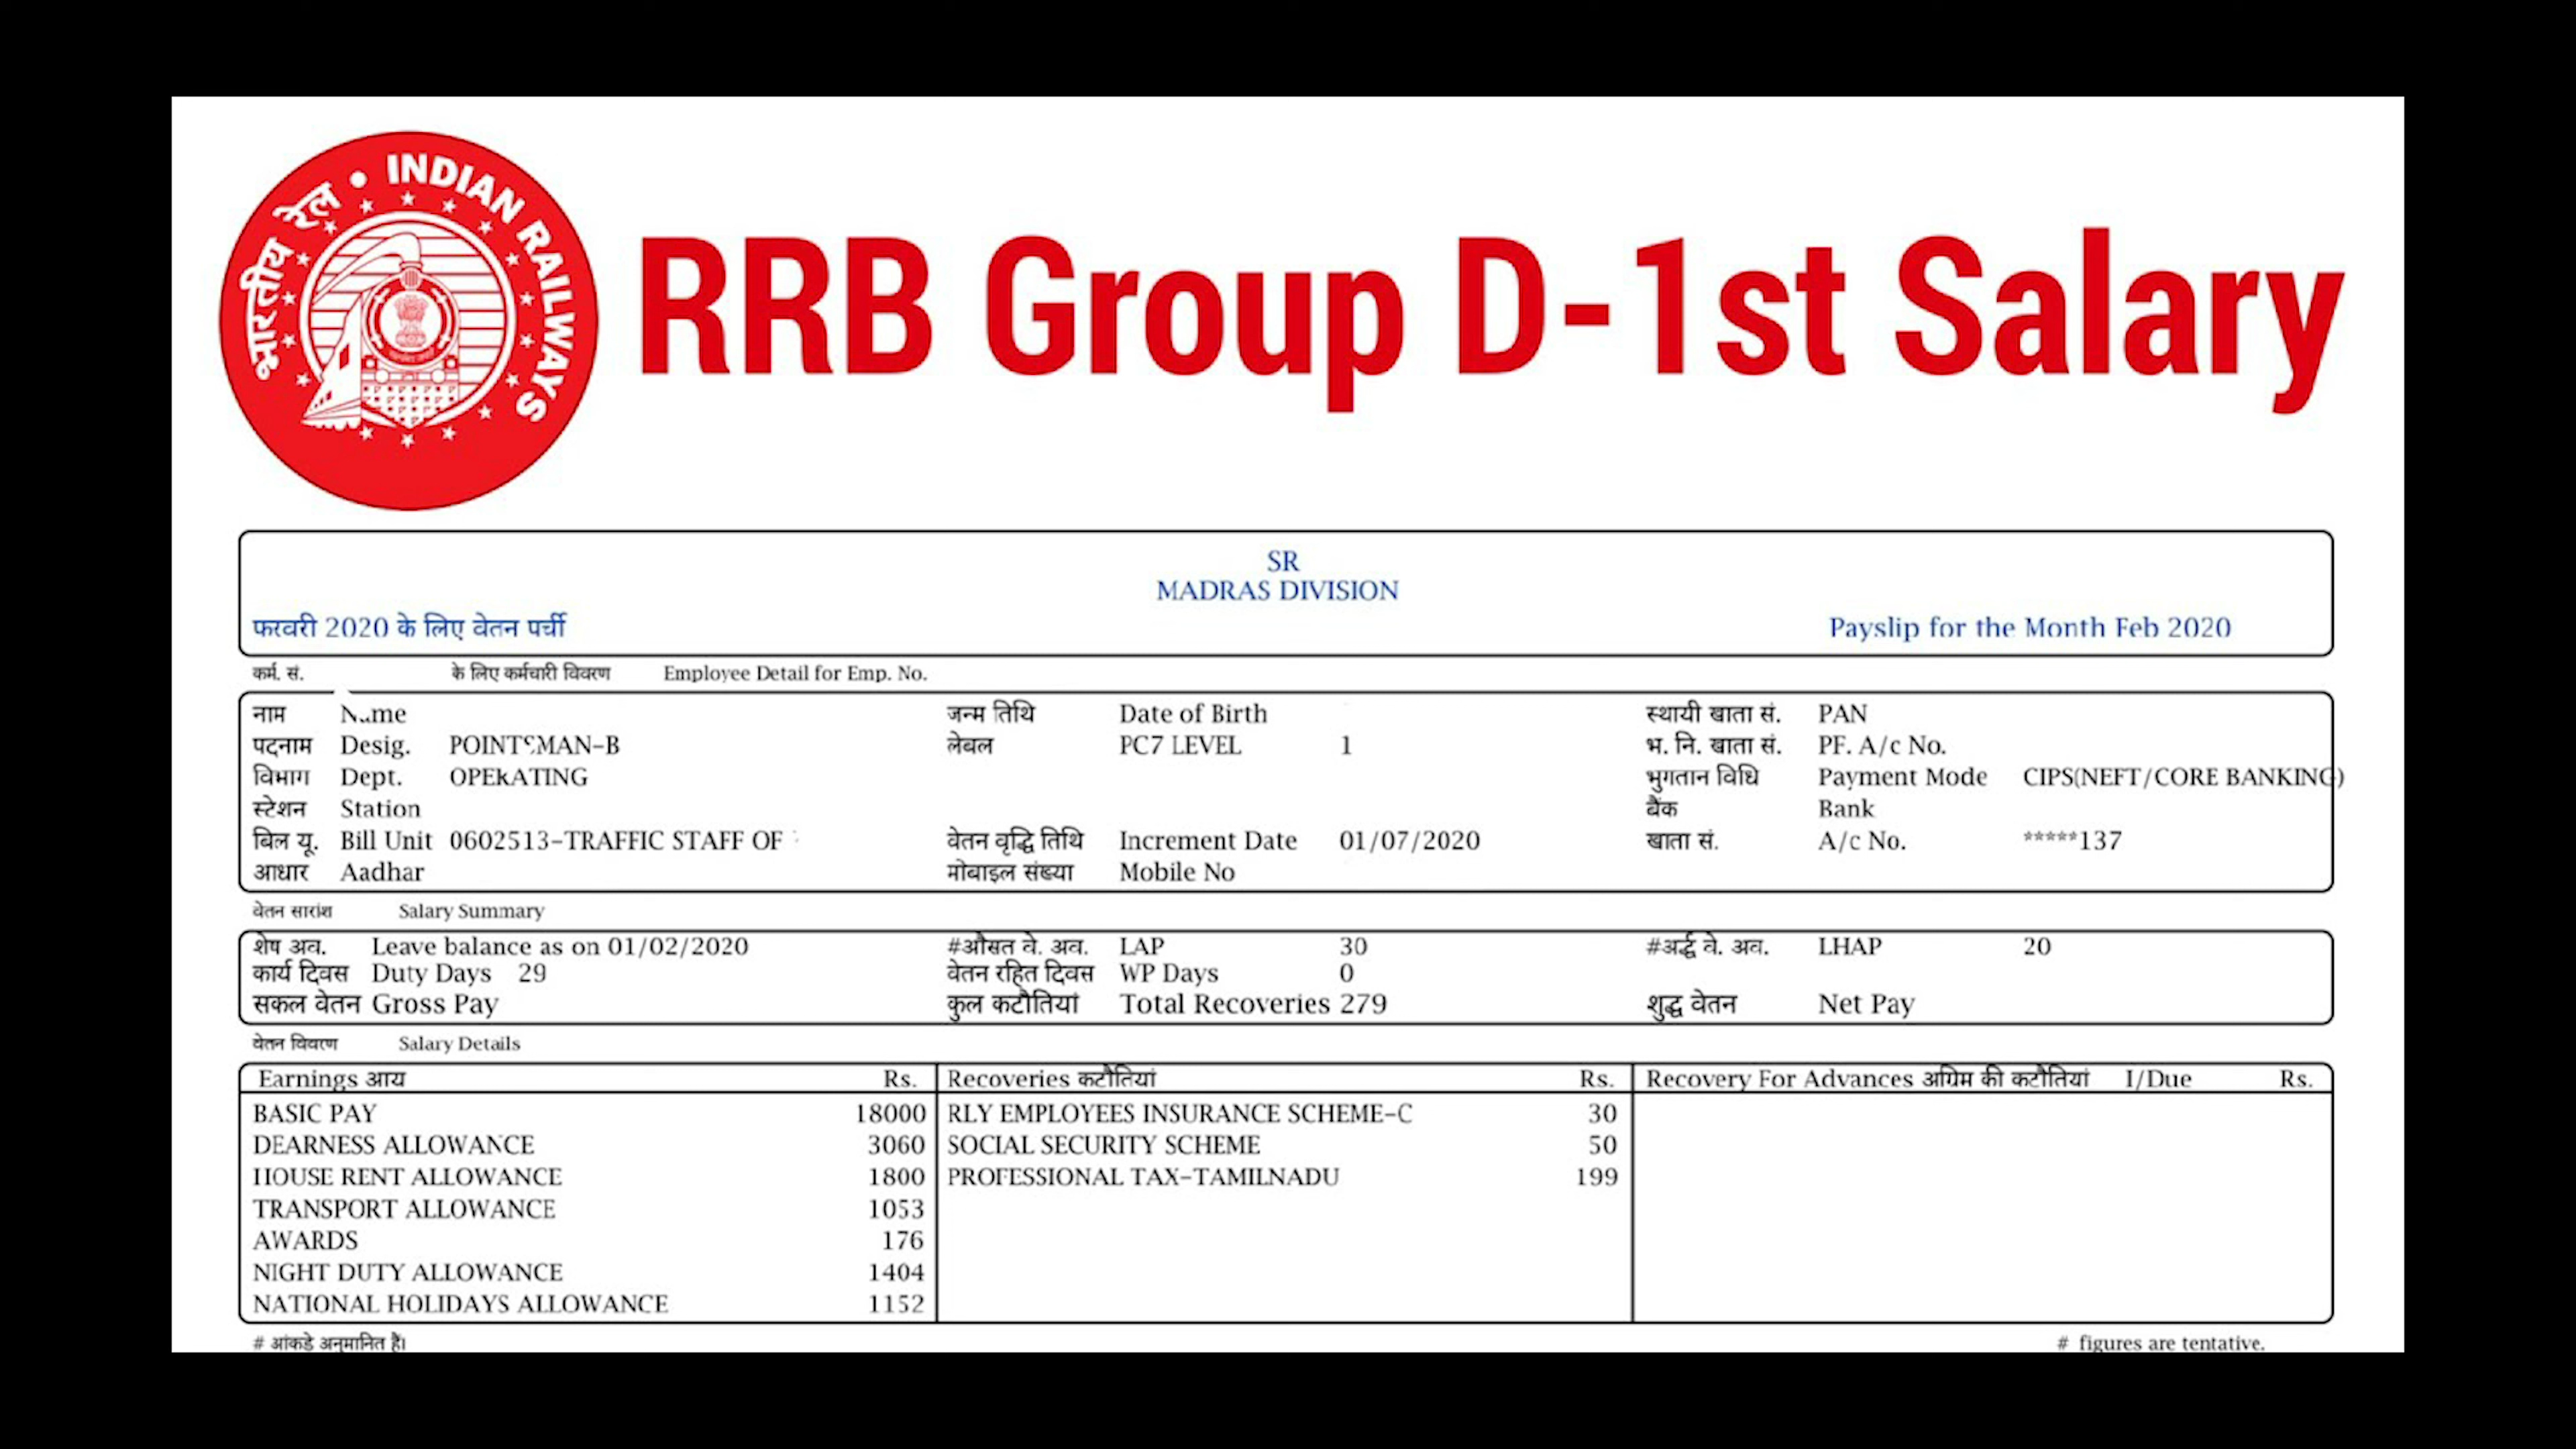 भारतीय रेल • INDIAN RAILWAYS
RRB Group D-1st Salary
SR
MADRAS DIVISION
फरवरी 2020 के लिए वेतन पर्ची Payslip for the Month Feb 2020
कर्म. सं. के लिए कर्मचारी विवरण Employee Detail for Emp. No.
नाम Name जन्म तिथि Date of Birth स्थायी खाता सं. PAN
पदनाम Desig. POINTSMAN-B लेबल PC7 LEVEL 1 भ. नि. खाता सं. PF. A/c No.
विभाग Dept. OPERATING भुगतान विधि Payment Mode CIPS(NEFT/CORE BANKING)
स्टेशन Station बैंक Bank
बिल यू. Bill Unit 0602513-TRAFFIC STAFF OF वेतन वृद्धि तिथि Increment Date 01/07/2020 खाता सं. A/c No. *****137
आधार Aadhar मोबाइल संख्या Mobile No
वेतन सारांश Salary Summary
शेष अव. Leave balance as on 01/02/2020 #औसत वे. अव. LAP 30 #अर्द्ध वे. अव. LHAP 20
कार्य दिवस Duty Days 29 वेतन रहित दिवस WP Days 0
सकल वेतन Gross Pay कुल कटौतियां Total Recoveries 279 शुद्ध वेतन Net Pay
वेतन विवरण Salary Details
Earnings आय Rs. Recoveries कटौतियां Rs. Recovery For Advances अग्रिम की कटौतियां I/Due Rs.
BASIC PAY 18000 RLY EMPLOYEES INSURANCE SCHEME-C 30
DEARNESS ALLOWANCE 3060 SOCIAL SECURITY SCHEME 50
HOUSE RENT ALLOWANCE 1800 PROFESSIONAL TAX-TAMILNADU 199
TRANSPORT ALLOWANCE 1053
AWARDS 176
NIGHT DUTY ALLOWANCE 1404
NATIONAL HOLIDAYS ALLOWANCE 1152
# आंकडे अनुमानित हैं। # figures are tentative.